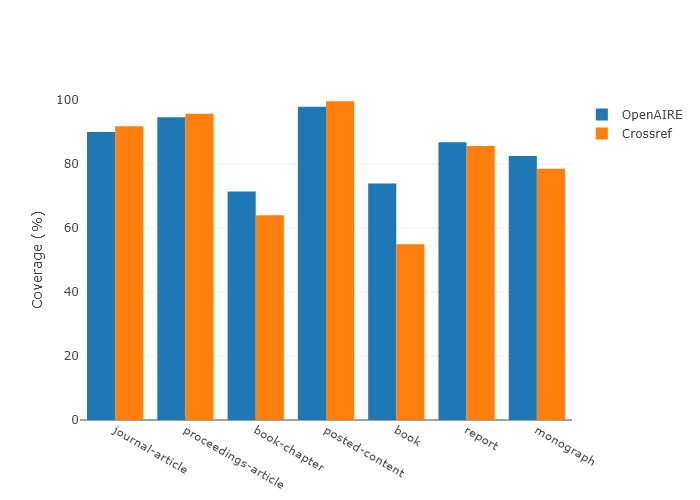 100
80
60
40
20
0
Coverage (%)
journal-article
proceedings-article
book-chapter
posted-content
book
report
monograph
OpenAIRE
Crossref